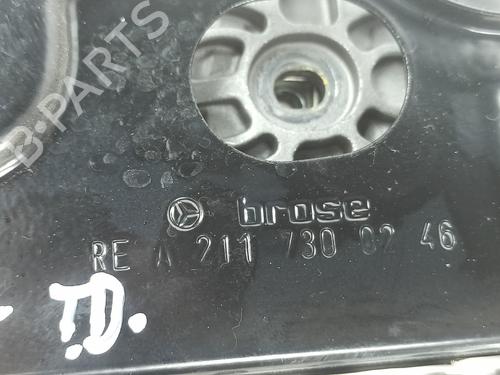 B-PARTS
brose
RE A 211 730 02 46
T.D.